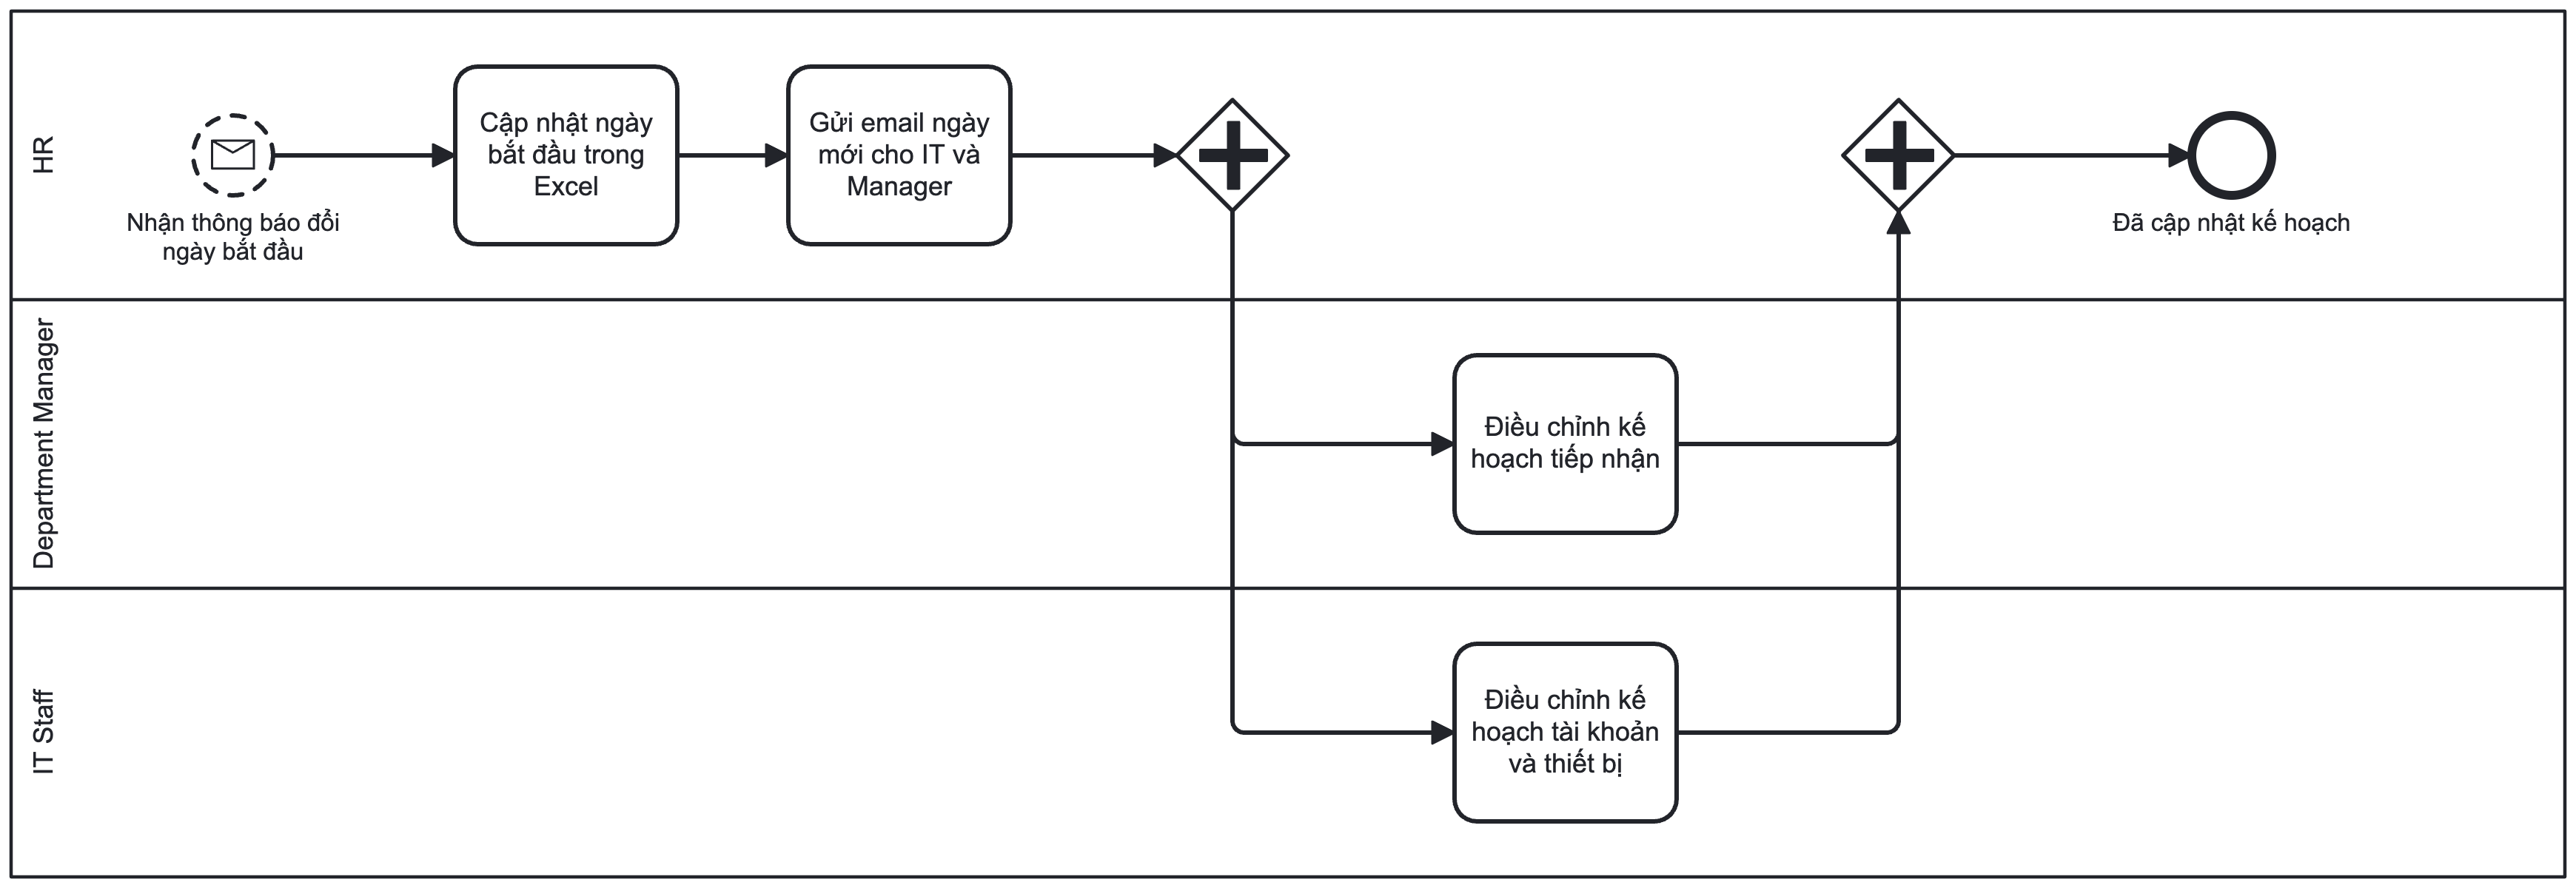 HR
Nhận thông báo đổi
ngày bắt đầu
Cập nhật ngày
bắt đầu trong
Excel
Gửi email ngày
mới cho IT và
Manager
Đã cập nhật kế hoạch
Department Manager
Điều chỉnh kế
hoạch tiếp nhận
IT Staff
Điều chỉnh kế
hoạch tài khoản
và thiết bị